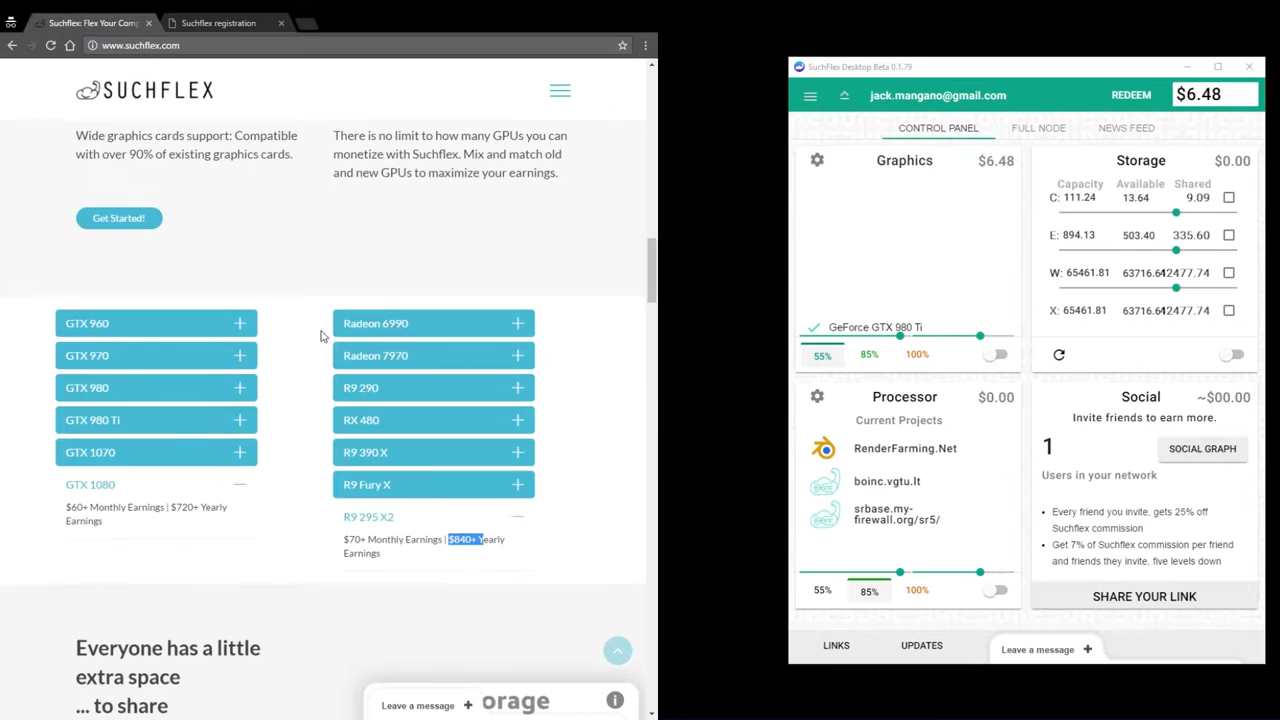 Suchflex: Flex Your Comp
Suchflex registration
www.suchflex.com
SUCHFLEX
Wide graphics cards support: Compatible
with over 90% of existing graphics cards.
There is no limit to how many GPUs you can
monetize with Suchflex. Mix and match old
and new GPUs to maximize your earnings.
Get Started!
GTX 960
GTX 970
GTX 980
GTX 980 Ti
GTX 1070
GTX 1080
$60+ Monthly Earnings | $720+ Yearly
Earnings
Radeon 6990
Radeon 7970
R9 290
RX 480
R9 390 X
R9 Fury X
R9 295 X2
$70+ Monthly Earnings | $840+ Yearly
Earnings
Everyone has a little
extra space
... to share
Leave a message
orage
SuchFlex Desktop Beta 0.1.79
jack.mangano@gmail.com
REDEEM
$6.48
CONTROL PANEL
FULL NODE
NEWS FEED
Graphics
$6.48
GeForce GTX 980 Ti
55%
85%
100%
Storage
$0.00
Capacity Available Shared
C: 111.24 13.64 9.09
E: 894.13 503.40 335.60
W: 65461.81 63716.61 12477.74
X: 65461.81 63716.61 12477.74
Processor
$0.00
Current Projects
RenderFarming.Net
boinc.vgtu.lt
srbase.my-
firewall.org/sr5/
55%
85%
100%
Social
~$00.00
Invite friends to earn more.
1
SOCIAL GRAPH
Users in your network
Every friend you invite, gets 25% off
Suchflex commission
Get 7% of Suchflex commission per friend
and friends they invite, five levels down
SHARE YOUR LINK
LINKS
UPDATES
Leave a message